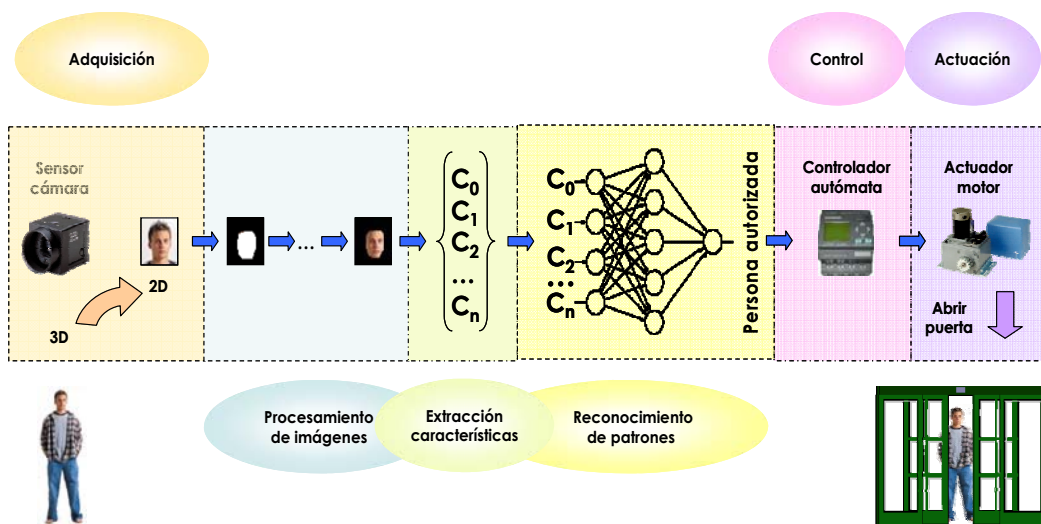 Adquisición
Control
Actuación
Sensor
cámara
3D
2D
...
C0
C1
C2
...
Cn
C0
C1
C2
...
Cn
Persona autorizada
Controlador
autómata
Actuador
motor
Abrir
puerta
Procesamiento
de imágenes
Extracción
características
Reconocimiento
de patrones